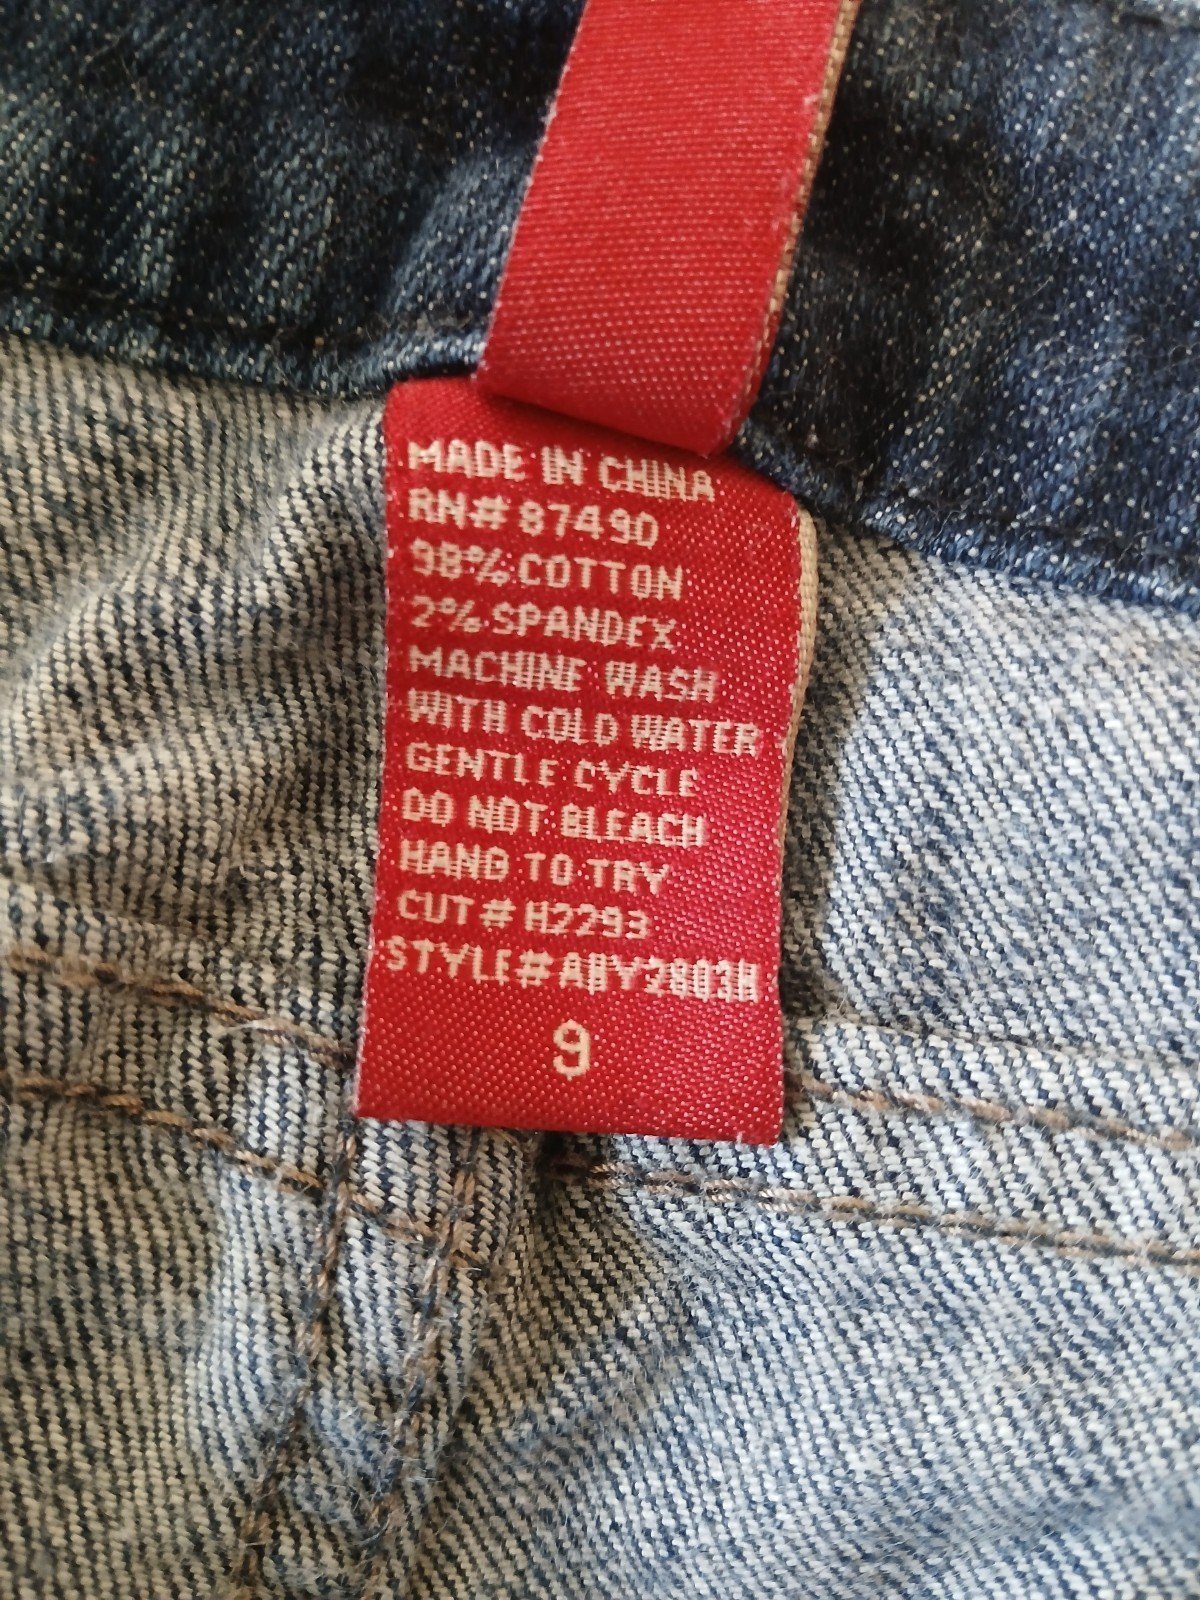 MADE IN CHINA
RN# 87490
98% COTTON
2% SPANDEX
MACHINE WASH
WITH COLD WATER
GENTLE CYCLE
DO NOT BLEACH
HANG TO TRY
CUT# H2293
STYLE# ABY2803H
9